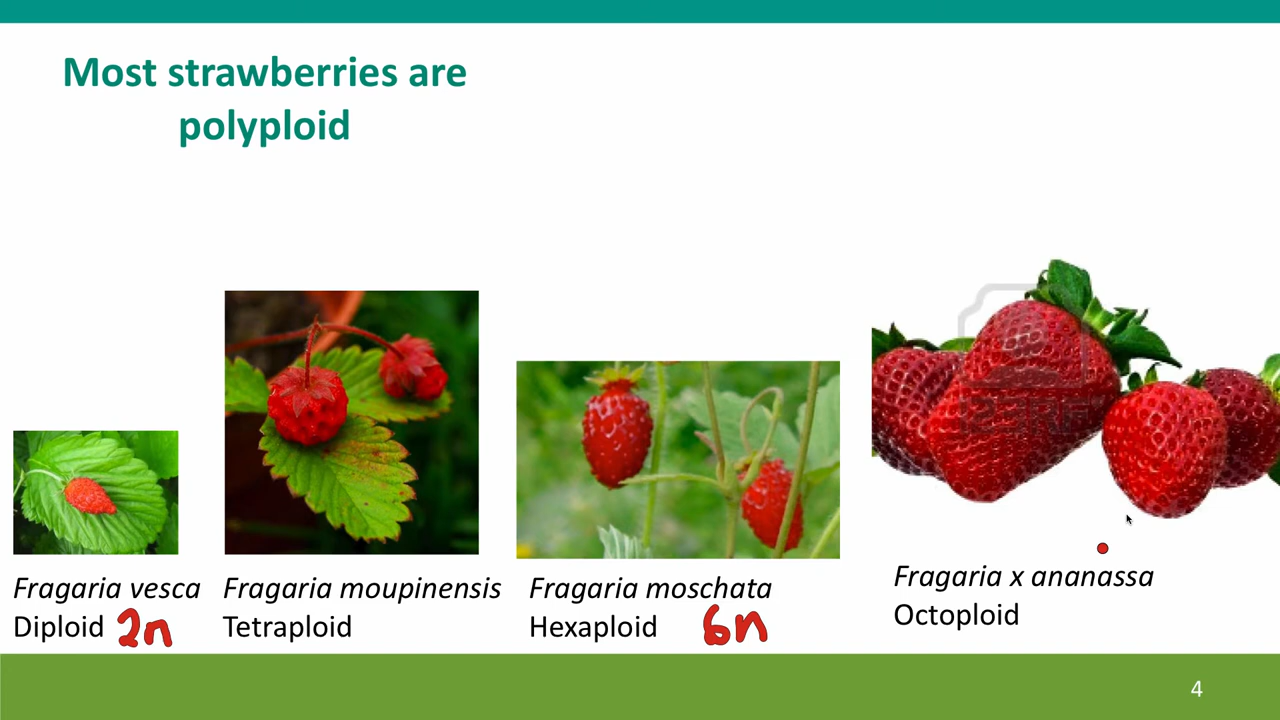 Most strawberries are
polyploid
Fragaria vesca
Diploid 2n
Fragaria moupinensis
Tetraploid
Fragaria moschata
Hexaploid 6n
Fragaria x ananassa
Octoploid
4